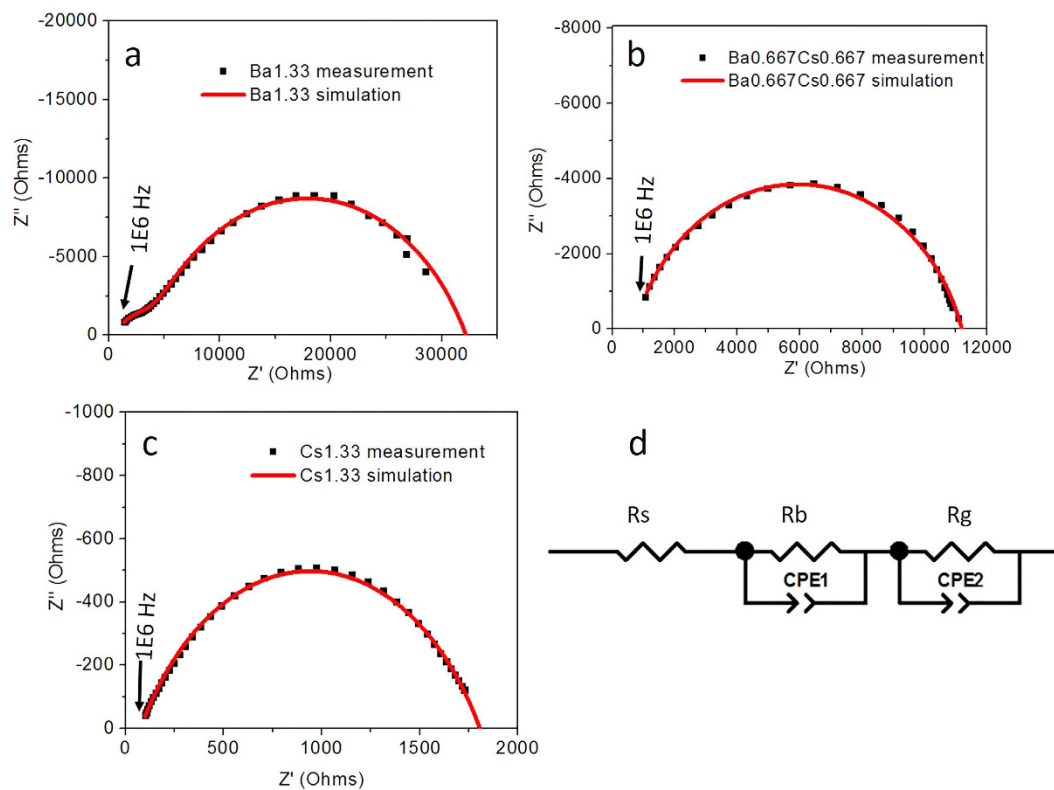 a
-20000
-15000
-10000
-5000
0
Z'' (Ohms)
Ba1.33 measurement
Ba1.33 simulation
1E6 Hz
0
10000
20000
30000
Z' (Ohms)
b
-8000
-6000
-4000
-2000
0
Z'' (Ohms)
Ba0.667Cs0.667 measurement
Ba0.667Cs0.667 simulation
1E6 Hz
0
2000
4000
6000
8000
10000
12000
Z' (Ohms)
c
-1000
-800
-600
-400
-200
0
Z'' (Ohms)
Cs1.33 measurement
Cs1.33 simulation
1E6 Hz
0
500
1000
1500
2000
Z' (Ohms)
d
Rs
Rb
Rg
CPE1
CPE2